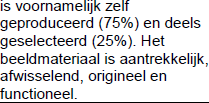 is voornamelijk zelf
geproduceerd (75%) en deels
geselecteerd (25%). Het
beeldmateriaal is aantrekkelijk,
afwisselend, origineel en
functioneel.